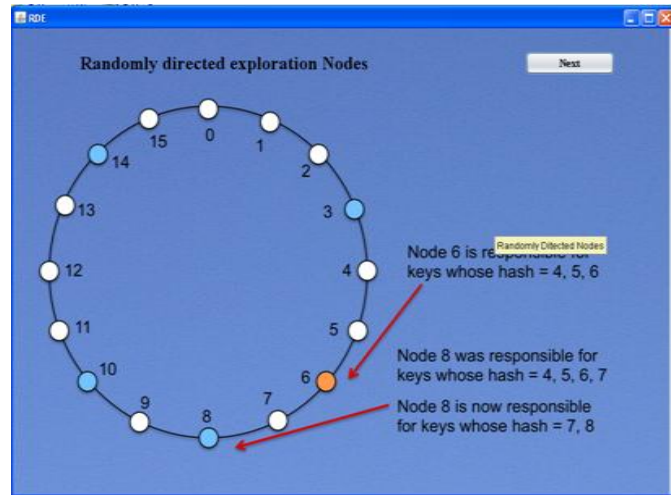 RDE
Randomly directed exploration Nodes
Next
0
1
2
3
4
5
6
7
8
9
10
11
12
13
14
15
Randomly Ditected Nodes
Node 6 is responsible for
keys whose hash = 4, 5, 6
Node 8 was responsible for
keys whose hash = 4, 5, 6, 7
Node 8 is now responsible
for keys whose hash = 7, 8